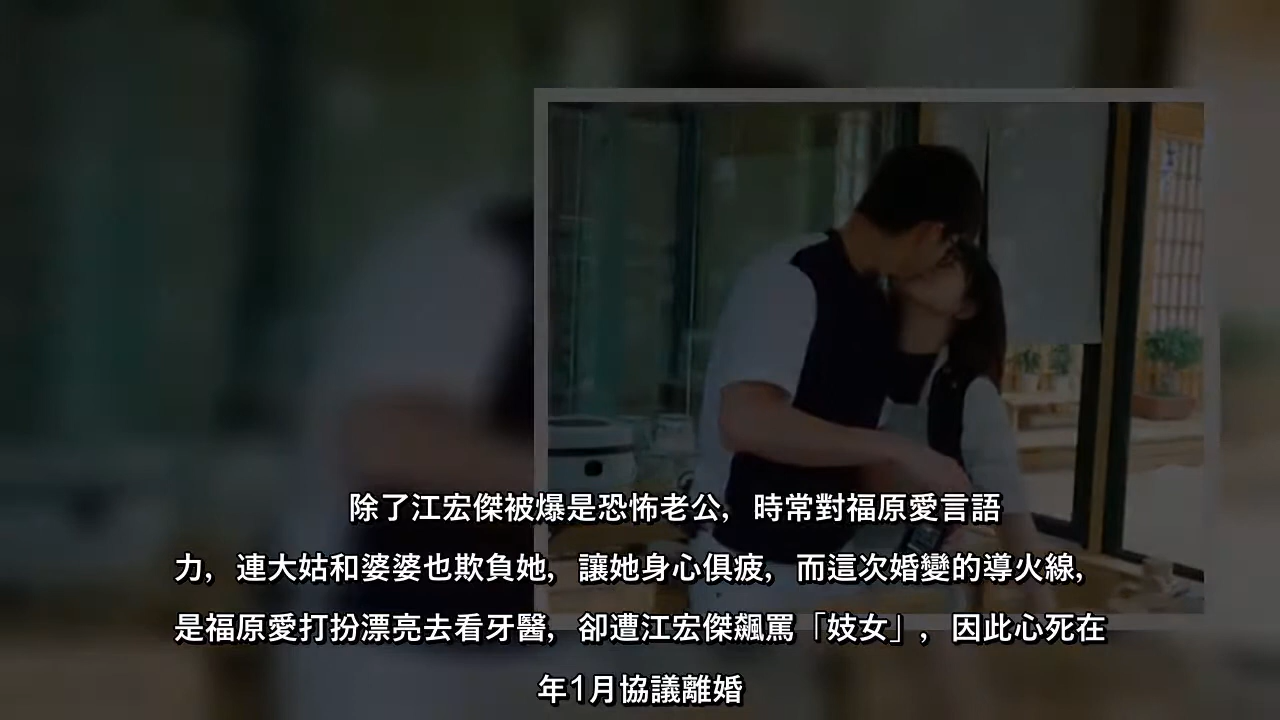 除了江宏傑被爆是恐怖老公，時常對福原愛言語
力，連大姑和婆婆也欺負她，讓她身心俱疲，而這次婚變的導火線，
是福原愛打扮漂亮去看牙醫，卻遭江宏傑飆罵「妓女」，因此心死在
年1月協議離婚